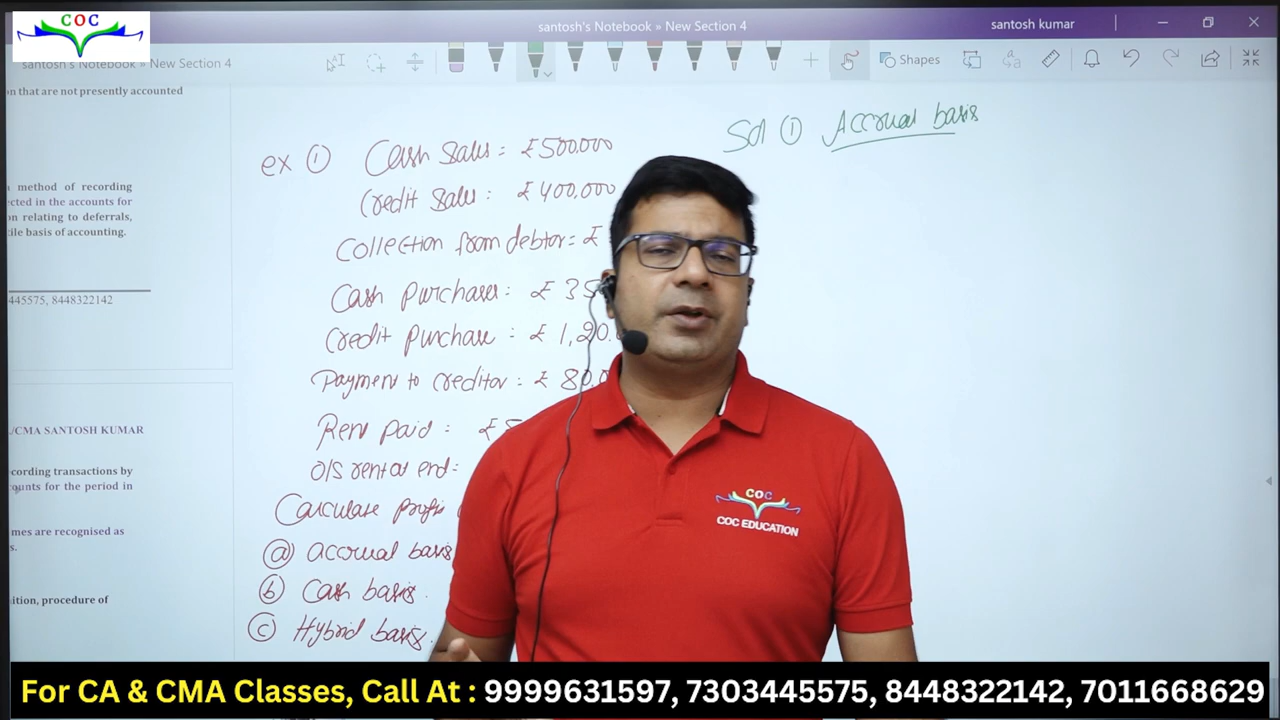 COC
santosh's Notebook » New Section 4
santosh kumar
santosh's Notebook » New Section 4
Shapes
on that are not presently accounted
method of recording
cted in the accounts for
on relating to deferrals,
ile basis of accounting.
445575, 8448322142
/CMA SANTOSH KUMAR
cording transactions by
counts for the period in
mes are recognised as
ition, procedure of
ex ① Cash Sales : £500,000
Credit Sales : £400,000
Collection from debtor = £
Cash Purchases : £ 35
Credit Purchase : £ 1,20,
Payment to Creditor : £ 80,0
Rent paid : £
O/S rent at end :
Calculate profit
ⓐ accrual basis
ⓑ Cash basis.
ⓒ Hybrid basis.
Sol ① Accrual basis
COC
COC EDUCATION
For CA & CMA Classes, Call At : 9999631597, 7303445575, 8448322142, 7011668629